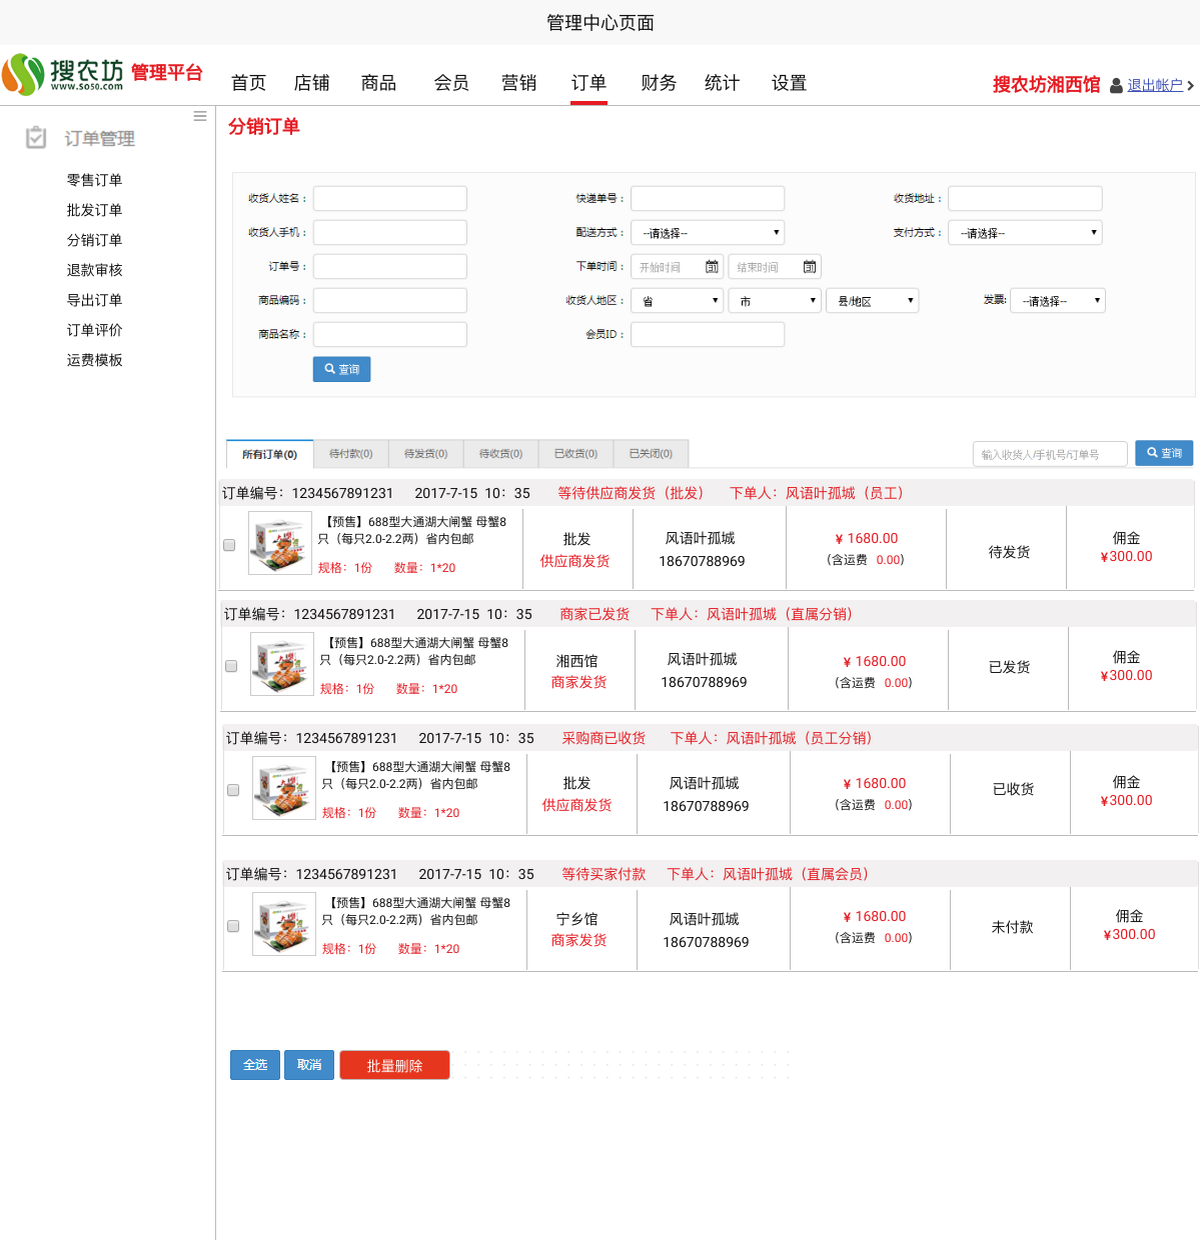 管理中心页面
搜农坊 管理平台
www.so50.com
首页 店铺 商品 会员 营销 订单 财务 统计 设置
搜农坊湘西馆 退出帐户
订单管理
零售订单
批发订单
分销订单
退款审核
导出订单
订单评价
运费模板
分销订单
收货人姓名： 快递单号： 收货地址：
收货人手机： 配送方式： --请选择-- 支付方式： --请选择--
订单号： 下单时间： 开始时间 31 结束时间 31
商品编码： 收货人地区： 省 市 县/地区 发票: --请选择--
商品名称： 会员ID：
查询
所有订单(0) 待付款(0) 待发货(0) 待收货(0) 已收货(0) 已关闭(0) 输入收货人/手机号/订单号 查询
订单编号：1234567891231 2017-7-15 10：35 等待供应商发货（批发） 下单人：风语叶孤城（员工）
【预售】688型大通湖大闸蟹 母蟹8
只（每只2.0-2.2两）省内包邮
规格：1份 数量：1*20
批发
供应商发货
风语叶孤城
18670788969
¥ 1680.00
(含运费 0.00)
待发货
佣金
¥300.00
订单编号：1234567891231 2017-7-15 10：35 商家已发货 下单人：风语叶孤城（直属分销）
【预售】688型大通湖大闸蟹 母蟹8
只（每只2.0-2.2两）省内包邮
规格：1份 数量：1*20
湘西馆
商家发货
风语叶孤城
18670788969
¥ 1680.00
(含运费 0.00)
已发货
佣金
¥300.00
订单编号：1234567891231 2017-7-15 10：35 采购商已收货 下单人：风语叶孤城（员工分销）
【预售】688型大通湖大闸蟹 母蟹8
只（每只2.0-2.2两）省内包邮
规格：1份 数量：1*20
批发
供应商发货
风语叶孤城
18670788969
¥ 1680.00
(含运费 0.00)
已收货
佣金
¥300.00
订单编号：1234567891231 2017-7-15 10：35 等待买家付款 下单人：风语叶孤城（直属会员）
【预售】688型大通湖大闸蟹 母蟹8
只（每只2.0-2.2两）省内包邮
规格：1份 数量：1*20
宁乡馆
商家发货
风语叶孤城
18670788969
¥ 1680.00
(含运费 0.00)
未付款
佣金
¥300.00
全选 取消 批量删除